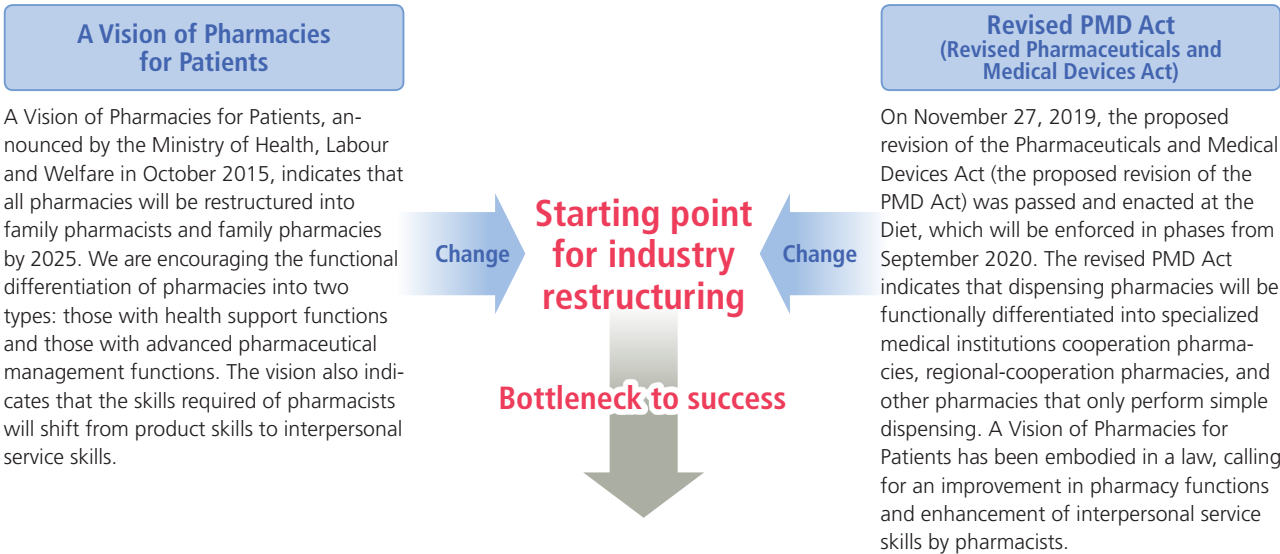 A Vision of Pharmacies
for Patients
A Vision of Pharmacies for Patients, an-
nounced by the Ministry of Health, Labour
and Welfare in October 2015, indicates that
all pharmacies will be restructured into
family pharmacists and family pharmacies
by 2025. We are encouraging the functional
differentiation of pharmacies into two
types: those with health support functions
and those with advanced pharmaceutical
management functions. The vision also indi-
cates that the skills required of pharmacists
will shift from product skills to interpersonal
service skills.
Change
Starting point
for industry
restructuring
Bottleneck to success
Change
Revised PMD Act
(Revised Pharmaceuticals and
Medical Devices Act)
On November 27, 2019, the proposed
revision of the Pharmaceuticals and Medical
Devices Act (the proposed revision of the
PMD Act) was passed and enacted at the
Diet, which will be enforced in phases from
September 2020. The revised PMD Act
indicates that dispensing pharmacies will be
functionally differentiated into specialized
medical institutions cooperation pharma-
cies, regional-cooperation pharmacies, and
other pharmacies that only perform simple
dispensing. A Vision of Pharmacies for
Patients has been embodied in a law, calling
for an improvement in pharmacy functions
and enhancement of interpersonal service
skills by pharmacists.